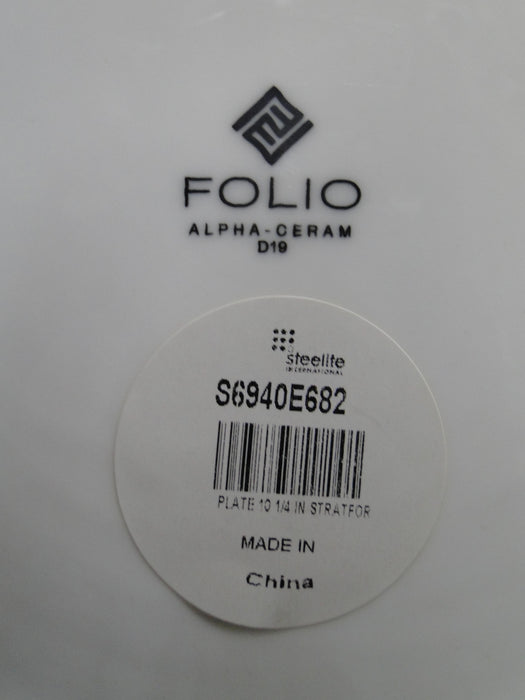 FOLIO
ALPHA-CERAM
D19
steelite
INTERNATIONAL
S6940E682
PLATE 10 1/4 IN STRATFOR
MADE IN
China